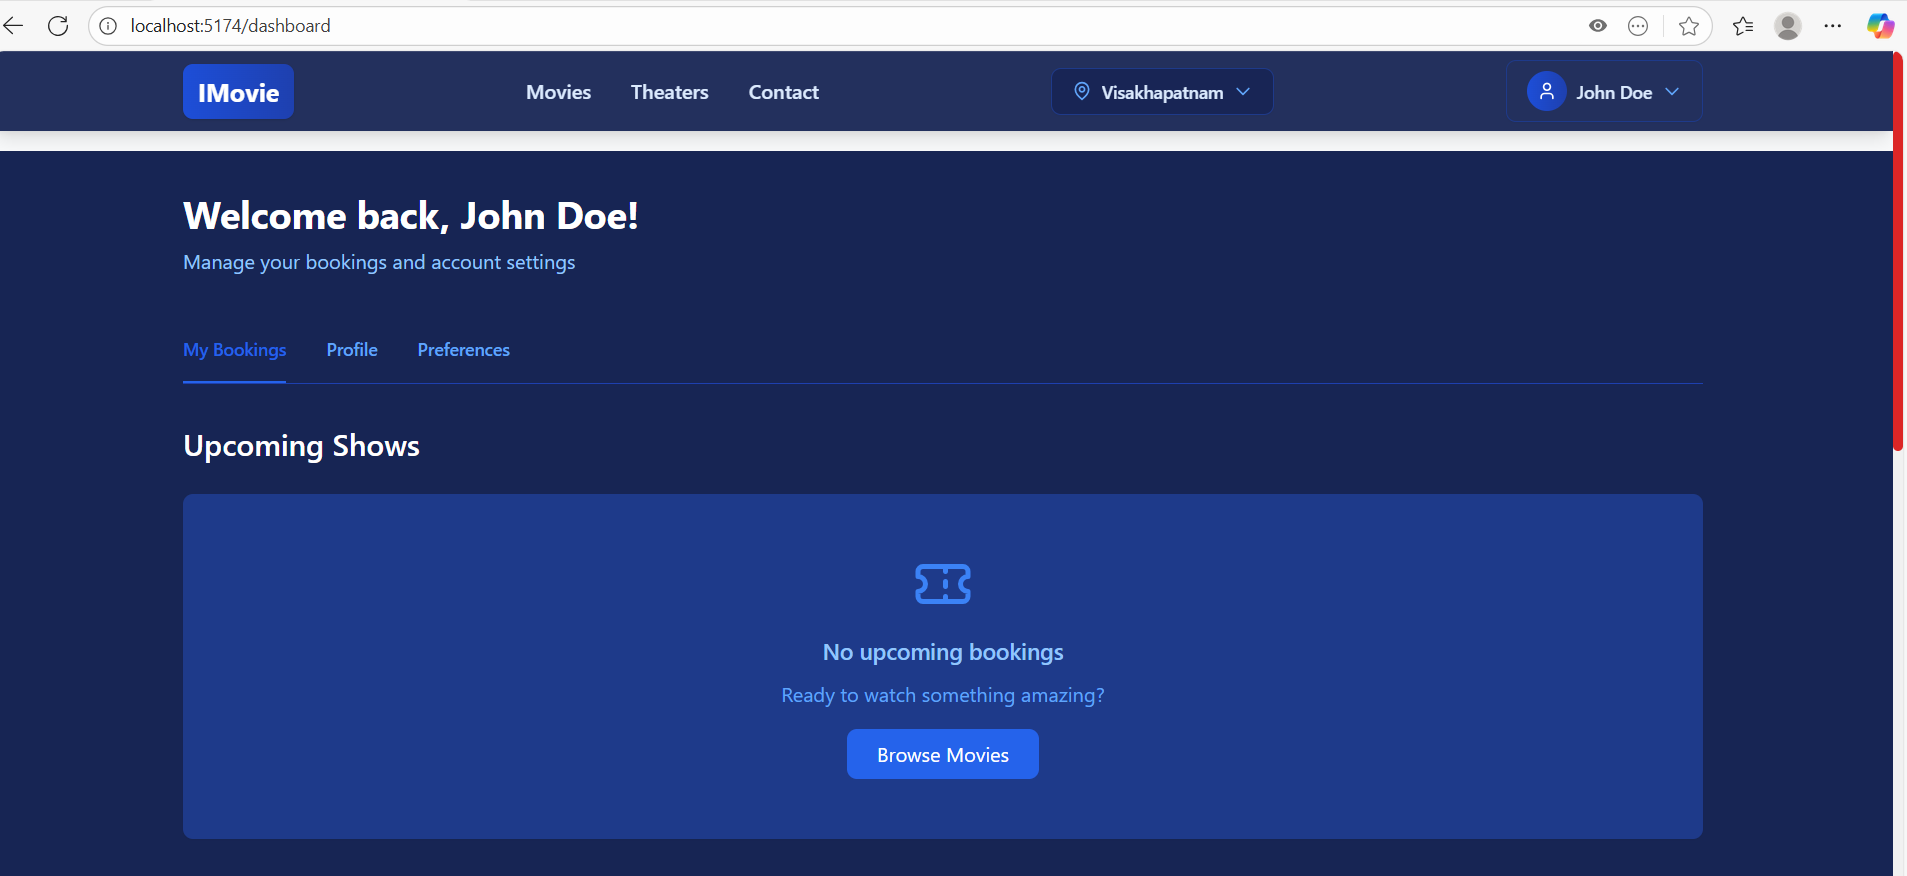 localhost:5174/dashboard
IMovie
Movies
Theaters
Contact
Visakhapatnam
John Doe
Welcome back, John Doe!
Manage your bookings and account settings
My Bookings
Profile
Preferences
Upcoming Shows
No upcoming bookings
Ready to watch something amazing?
Browse Movies